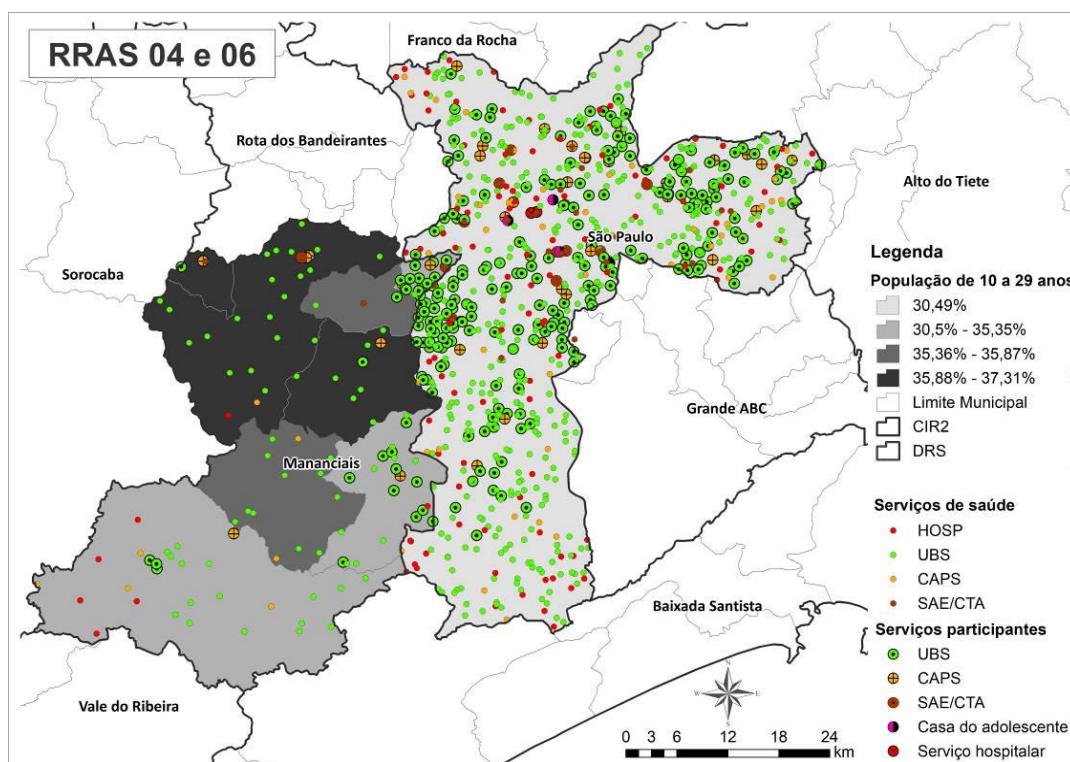 RRAS 04 e 06
Franco da Rocha
Rota dos Bandeirantes
Alto do Tiete
São Paulo
Sorocaba
Grande ABC
Mananciais
Baixada Santista
Vale do Ribeira
Legenda
População de 10 a 29 anos
30,49%
30,5% - 35,35%
35,36% - 35,87%
35,88% - 37,31%
Limite Municipal
CIR2
DRS
Serviços de saúde
HOSP
UBS
CAPS
SAE/CTA
Serviços participantes
UBS
CAPS
SAE/CTA
Casa do adolescente
Serviço hospitalar
N
W E
S
0 3 6 12 18 24
km